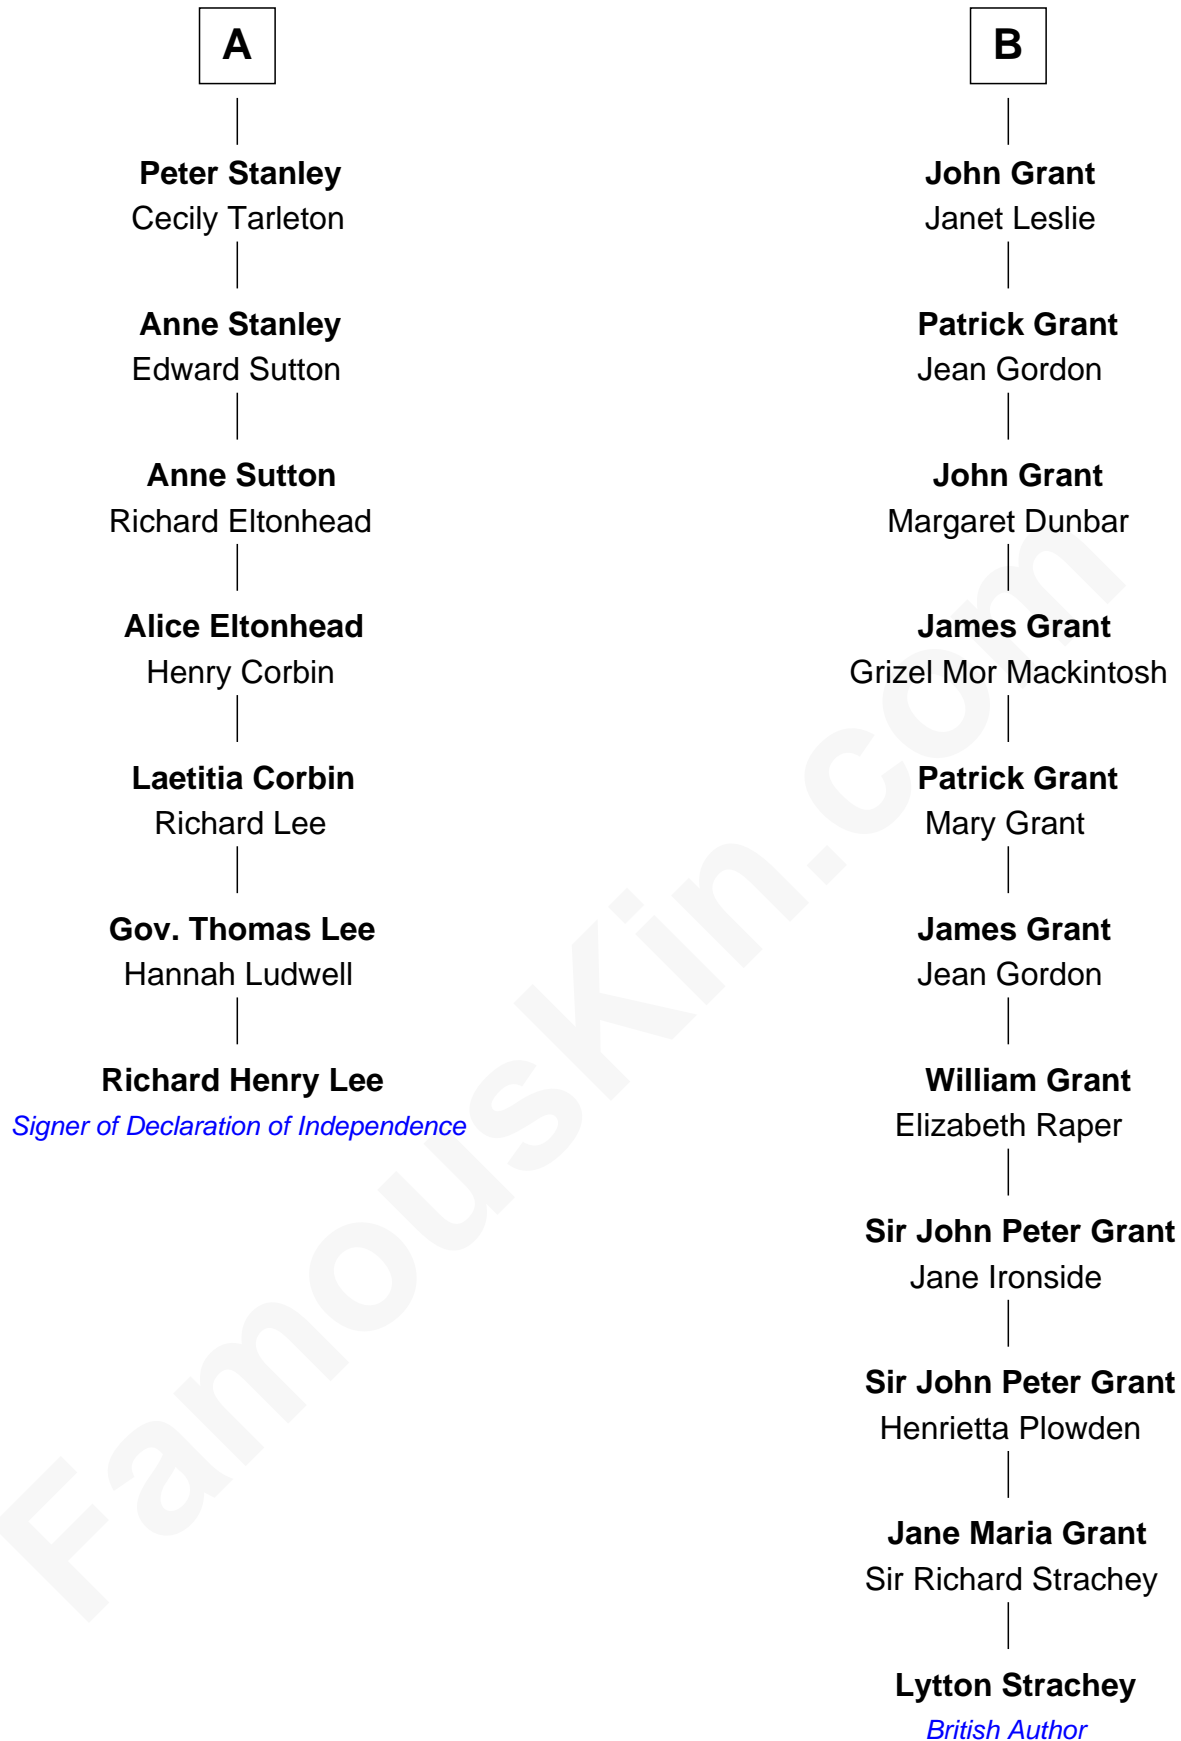 A
Peter Stanley
Cecily Tarleton
Anne Stanley
Edward Sutton
Anne Sutton
Richard Eltonhead
Alice Eltonhead
Henry Corbin
Laetitia Corbin
Richard Lee
Gov. Thomas Lee
Hannah Ludwell
Richard Henry Lee
Signer of Declaration of Independence
B
John Grant
Janet Leslie
Patrick Grant
Jean Gordon
John Grant
Margaret Dunbar
James Grant
Grizel Mor Mackintosh
Patrick Grant
Mary Grant
James Grant
Jean Gordon
William Grant
Elizabeth Raper
Sir John Peter Grant
Jane Ironside
Sir John Peter Grant
Henrietta Plowden
Jane Maria Grant
Sir Richard Strachey
Lytton Strachey
British Author
FamousKin.com